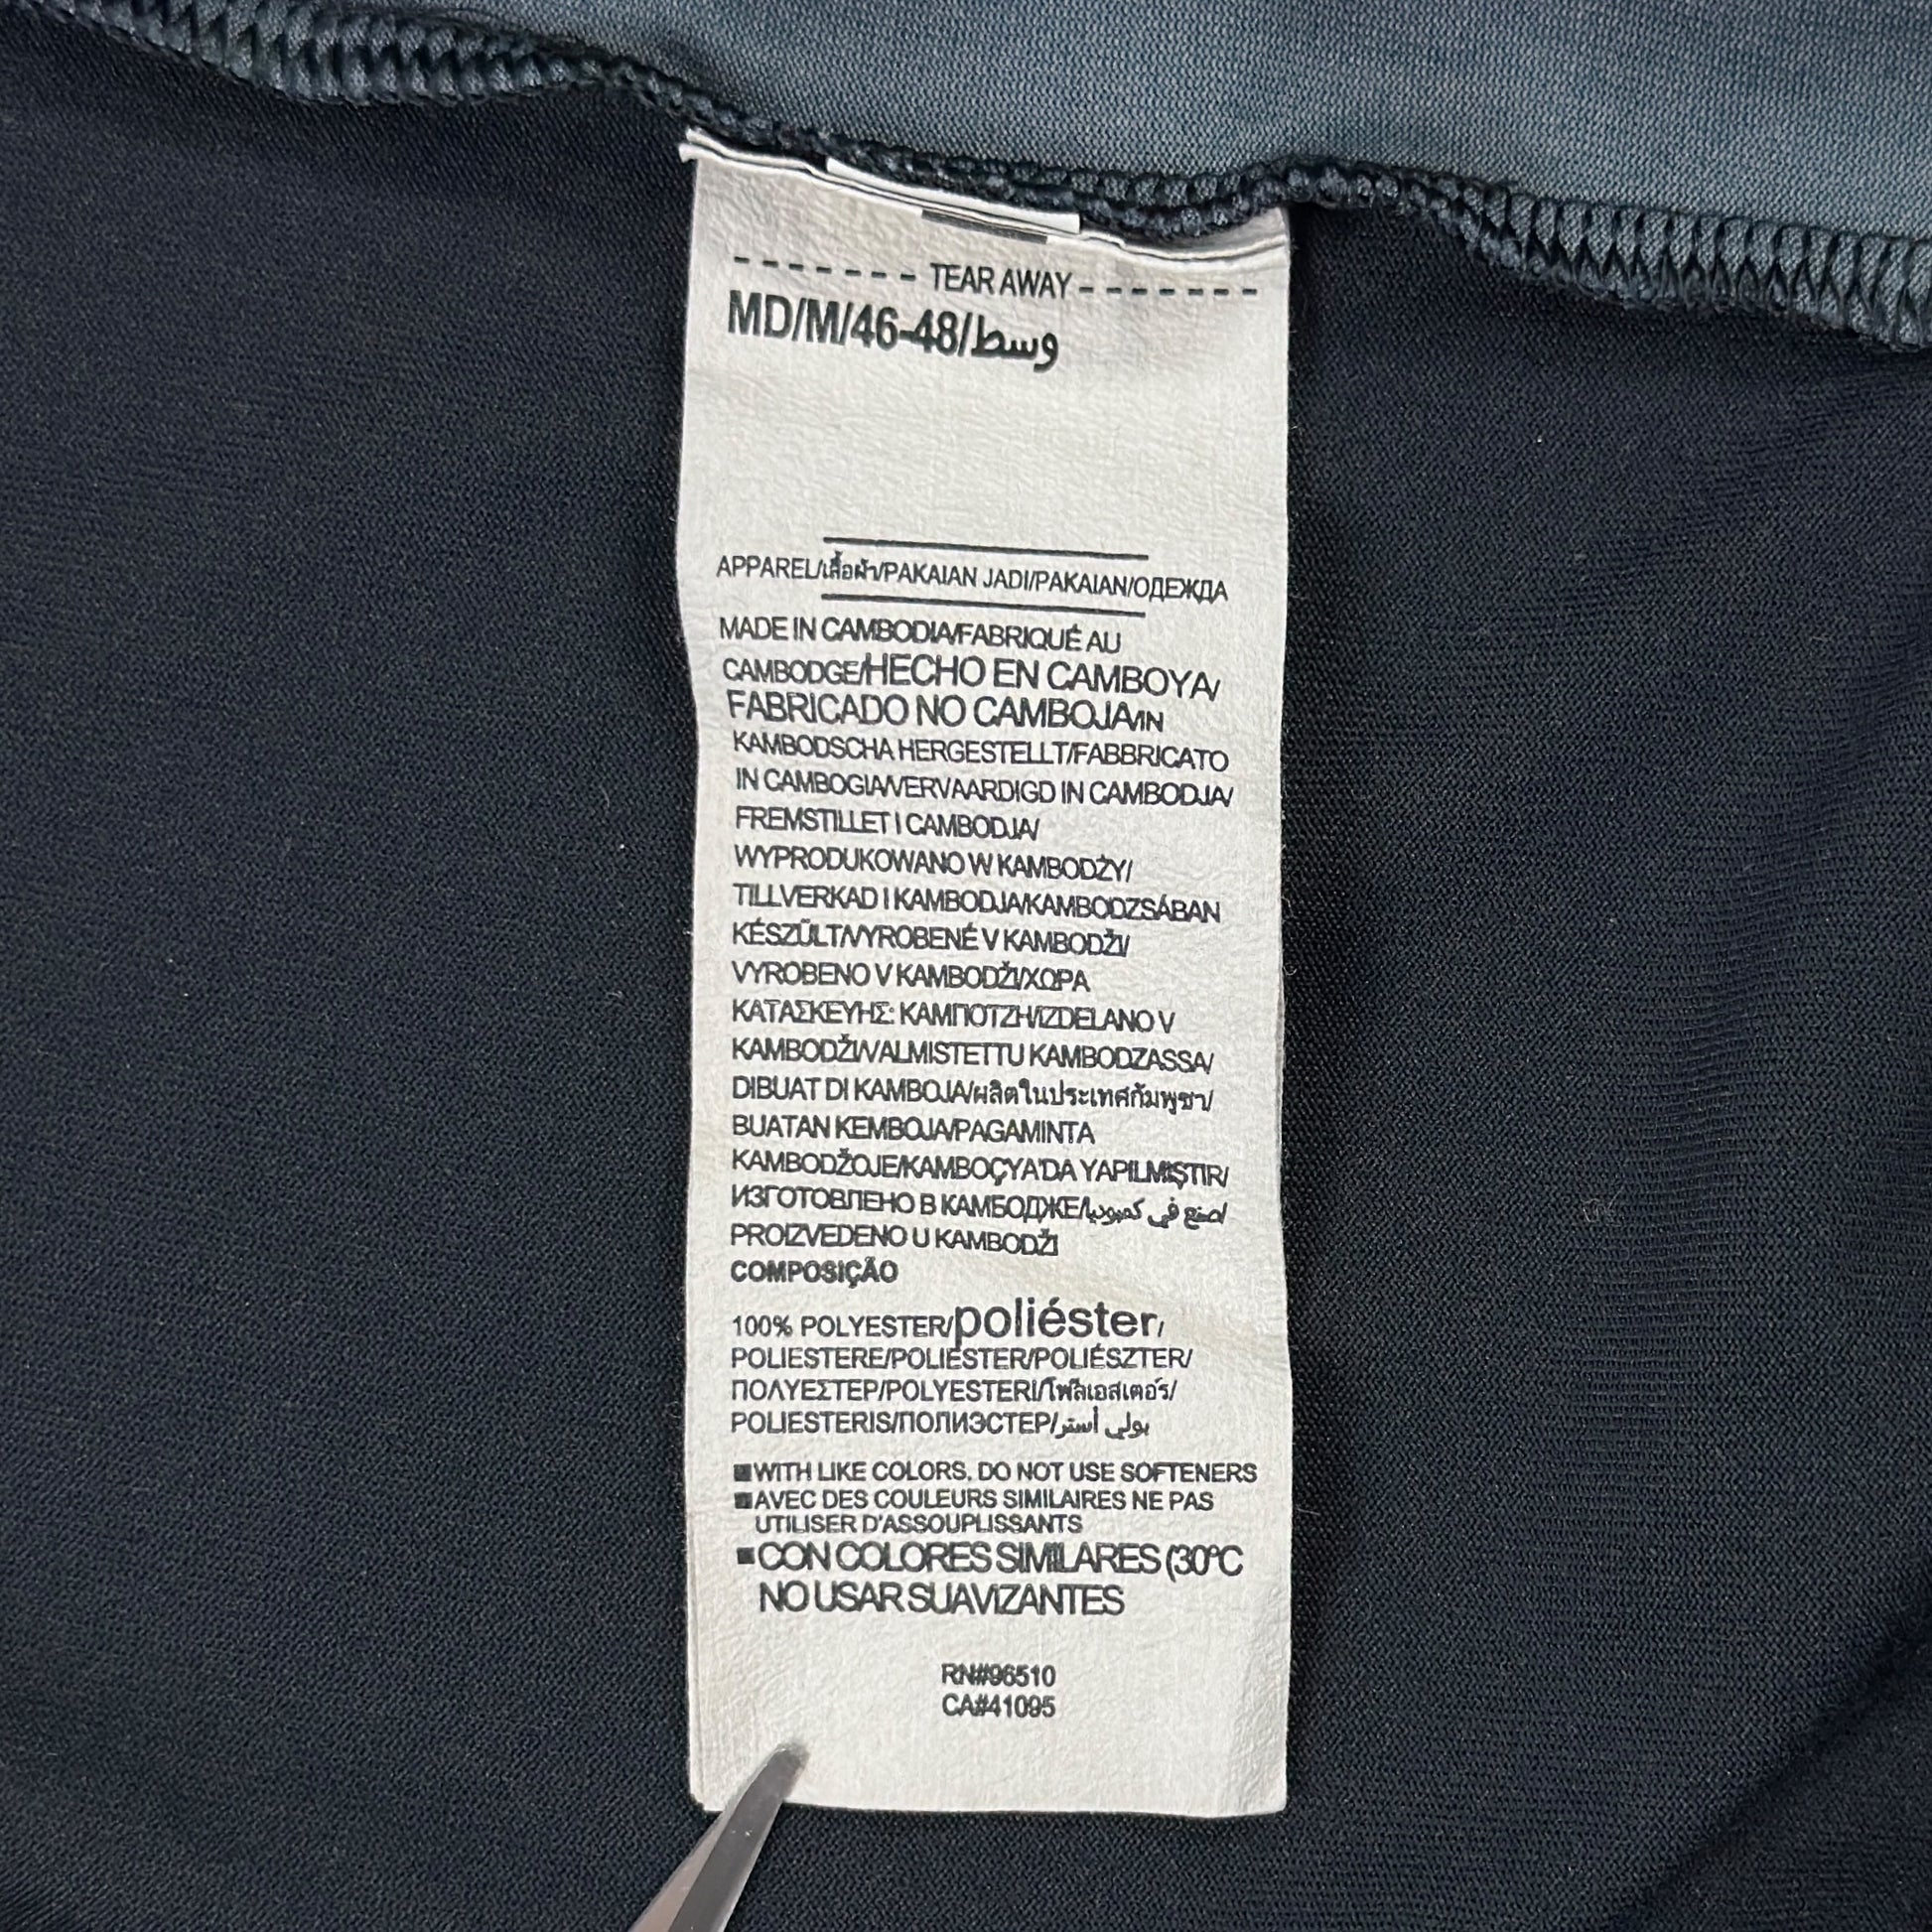 ------- TEAR AWAY -------
MD/M/46-48/وسط
APPAREL/เสื้อผ้า/PAKAIAN JADI/PAKAIAN/ОДЕЖДА
MADE IN CAMBODIA/FABRIQUÉ AU
CAMBODGE/HECHO EN CAMBOYA/
FABRICADO NO CAMBOJA/IN
KAMBODSCHA HERGESTELLT/FABBRICATO
IN CAMBOGIA/VERVAARDIGD IN CAMBODJA/
FREMSTILLET I CAMBODJA/
WYPRODUKOWANO W KAMBODŻY/
TILLVERKAD I KAMBODJA/KAMBODZSÁBAN
KÉSZÜLT/VYROBENÉ V KAMBODŽI/
VYROBENO V KAMBODŽI/ΧΩΡΑ
ΚΑΤΑΣΚΕΥΗΣ: ΚΑΜΠΟΤΖΗ/IZDELANO V
KAMBODŽI/VALMISTETTU KAMBODZASSA/
DIBUAT DI KAMBOJA/ผลิตในประเทศกัมพูชา/
BUATAN KEMBOJA/PAGAMINTA
KAMBODŽOJE/KAMBOÇYA'DA YAPILMIŞTIR/
ИЗГОТОВЛЕНО В КАМБОДЖЕ/صنع في كمبوديا/
PROIZVEDENO U KAMBODŽI
COMPOSIÇÃO
100% POLYESTER/poliéster/
POLIESTERE/POLIESTER/POLIÉSZTER/
ΠΟΛΥΕΣΤΕΡ/POLYESTERI/โพลีเอสเตอร์/
POLIESTERIS/ПОЛИЭСТЕР/بولي أستر
■WITH LIKE COLORS. DO NOT USE SOFTENERS
■AVEC DES COULEURS SIMILAIRES NE PAS
UTILISER D'ASSOUPLISSANTS
■CON COLORES SIMILARES (30°C
NO USAR SUAVIZANTES
RN#96510
CA#41095